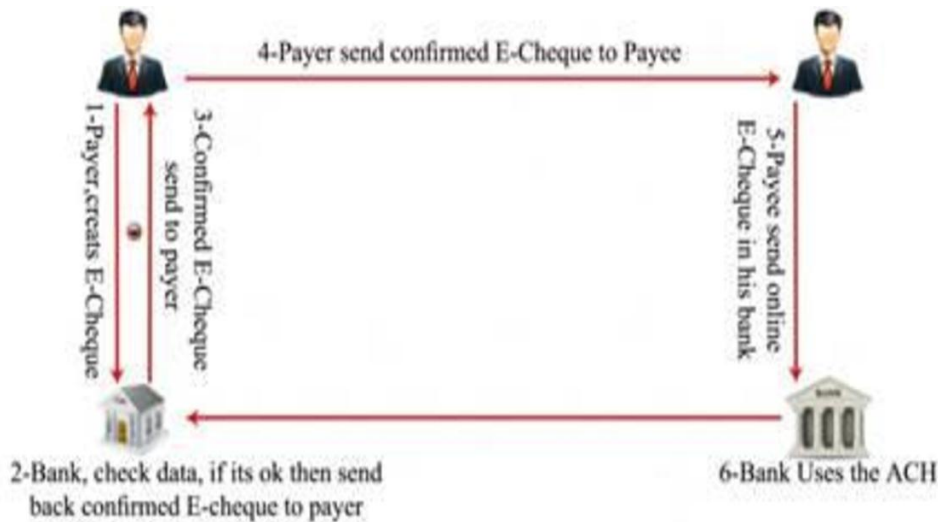 4-Payer send confirmed E-Cheque to Payee
1-Payer,creats E-Cheque
3-Confirmed E-Cheque
send to payer
5-Payee send online
E-Cheque in his bank
BANK
2-Bank, check data, if its ok then send
back confirmed E-cheque to payer
6-Bank Uses the ACH